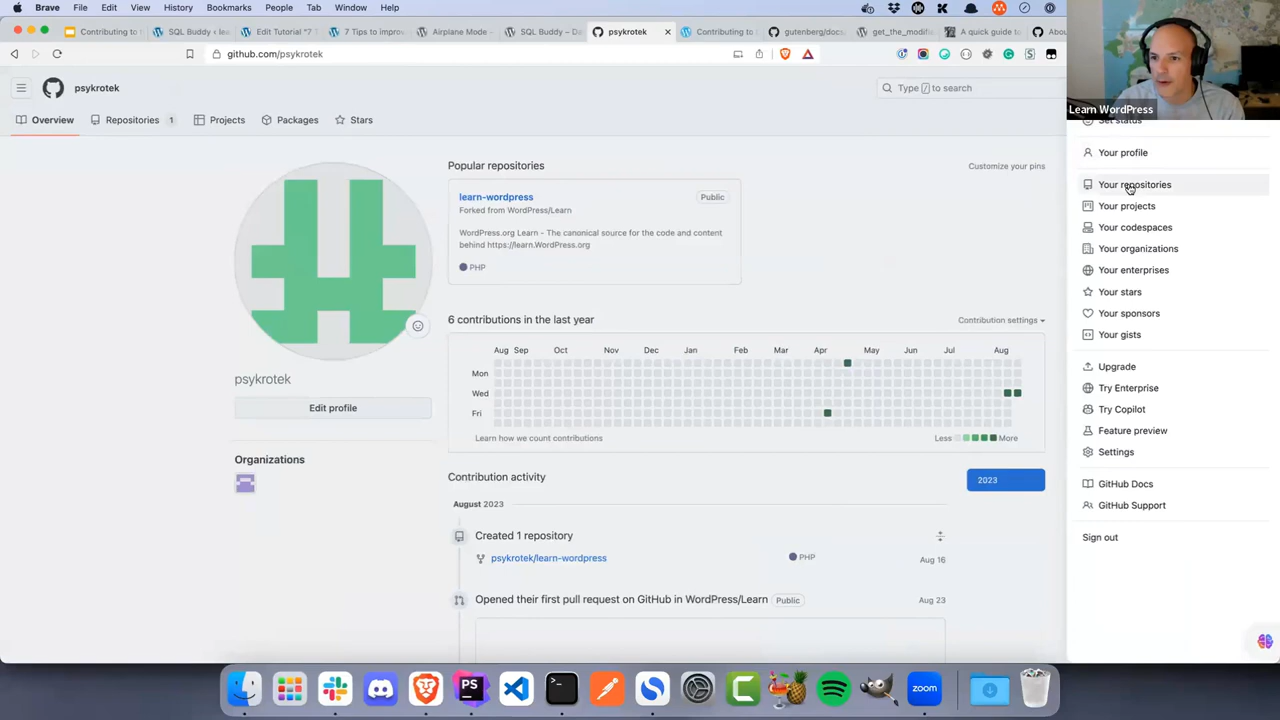 Brave File Edit View History Bookmarks People Tab Window Help
Contributing to SQL Buddy ‹ lea Edit Tutorial "7 7 Tips to impro Airplane Mode – SQL Buddy – Da psykrotek Contributing to gutenberg/docs get_the_modifi A quick guide to Abou
github.com/psykrotek
psykrotek
Type / to search
Overview Repositories 1 Projects Packages Stars
Popular repositories Customize your pins
learn-wordpress Public
Forked from WordPress/Learn
WordPress.org Learn - The canonical source for the code and content
behind https://learn.WordPress.org
PHP
6 contributions in the last year Contribution settings
Aug Sep Oct Nov Dec Jan Feb Mar Apr May Jun Jul Aug
Mon
Wed
Fri
Learn how we count contributions Less More
psykrotek
Edit profile
Organizations
Contribution activity 2023
August 2023
Created 1 repository
psykrotek/learn-wordpress PHP Aug 16
Opened their first pull request on GitHub in WordPress/Learn Public Aug 23
Learn WordPress
Set status
Your profile
Your repositories
Your projects
Your codespaces
Your organizations
Your enterprises
Your stars
Your sponsors
Your gists
Upgrade
Try Enterprise
Try Copilot
Feature preview
Settings
GitHub Docs
GitHub Support
Sign out
PS
zoom